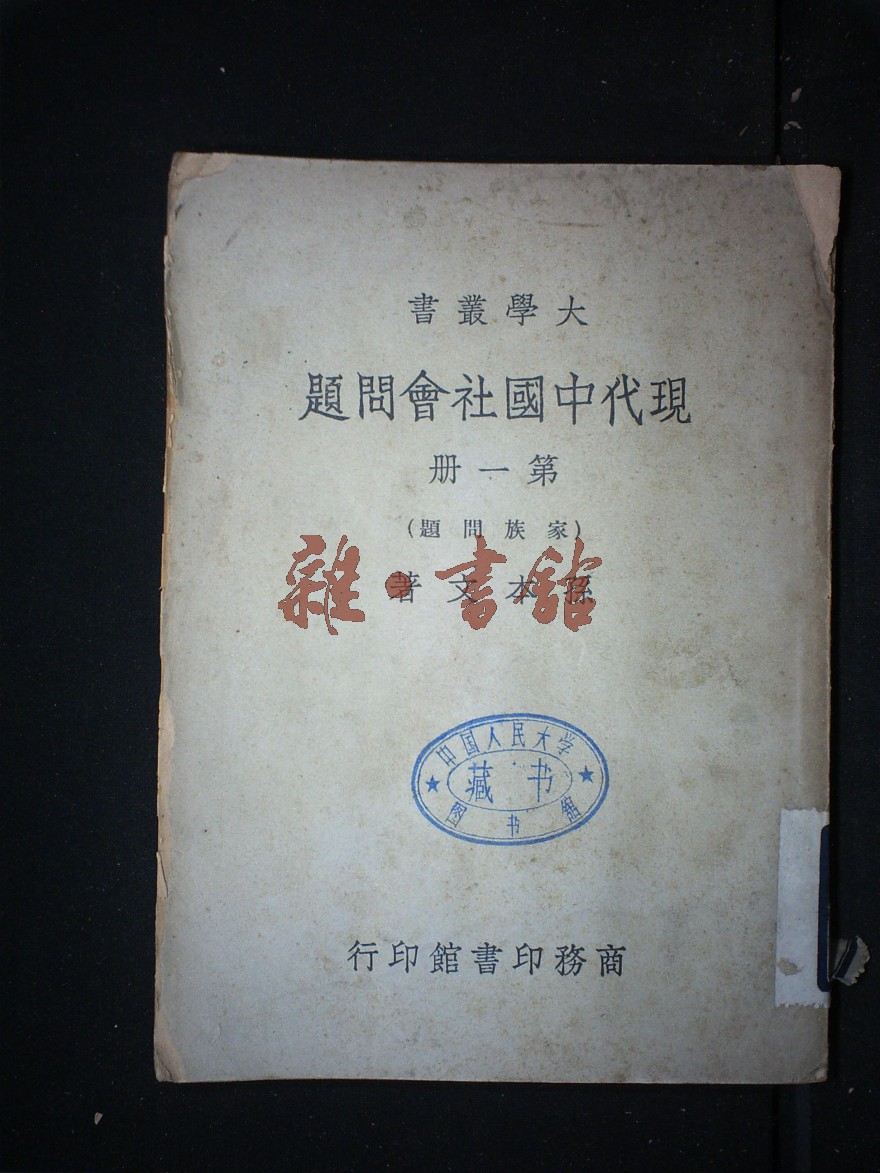 大學叢書
現代中國社會問題
第一册
(家族問題)
孫本文著
雜·書館
中国人民大学
藏书
图书馆
商務印書館印行